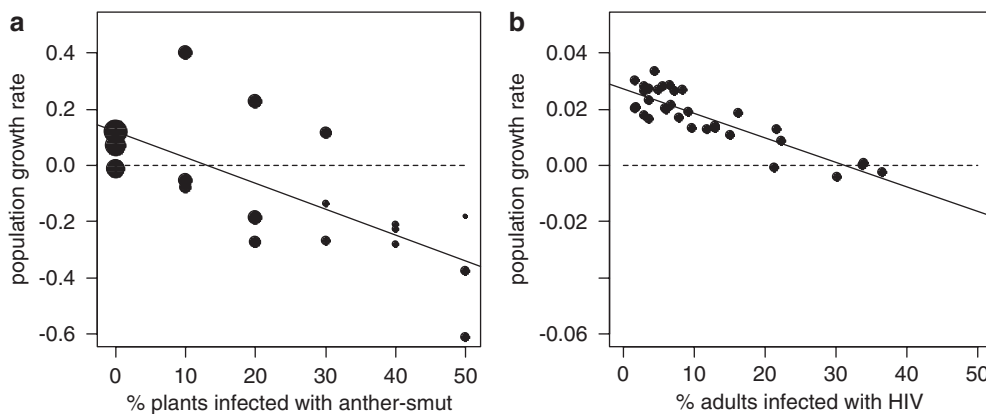 a
population growth rate
0.4
0.2
0.0
-0.2
-0.4
-0.6
0 10 20 30 40 50
% plants infected with anther-smut
b
population growth rate
0.04
0.02
0.00
-0.02
-0.06
0 10 20 30 40 50
% adults infected with HIV